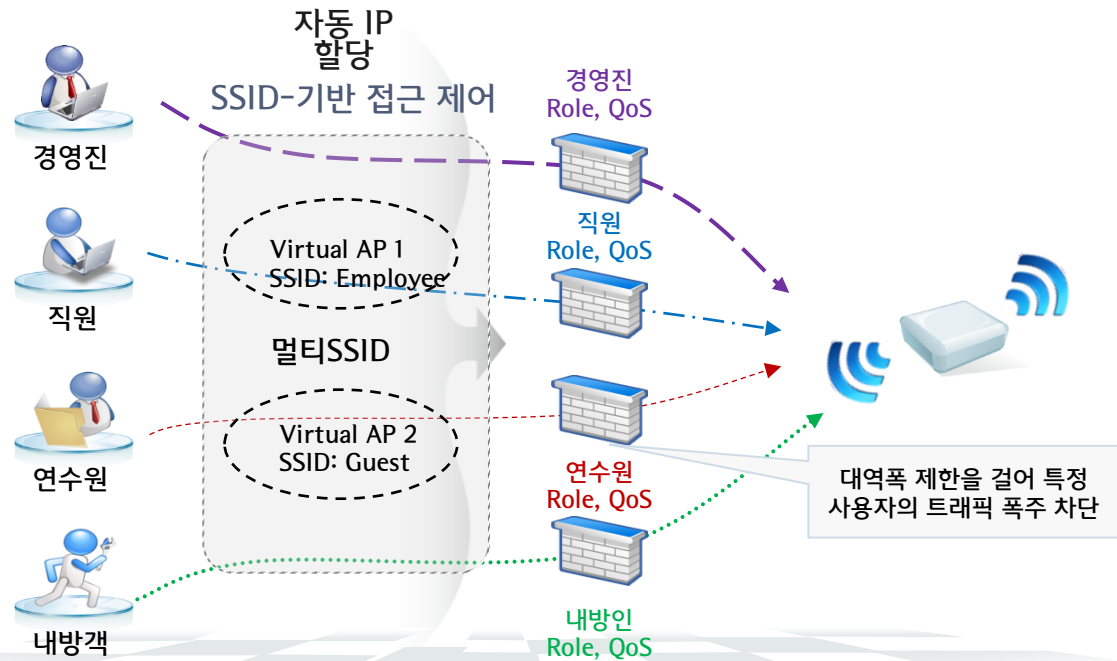 자동 IP
할당
SSID-기반 접근 제어
경영진
Role, QoS
경영진
직원
Role, QoS
Virtual AP 1
SSID: Employee
직원
멀티SSID
Virtual AP 2
SSID: Guest
연수원
연수원
Role, QoS
대역폭 제한을 걸어 특정
사용자의 트래픽 폭주 차단
내방객
내방인
Role, QoS